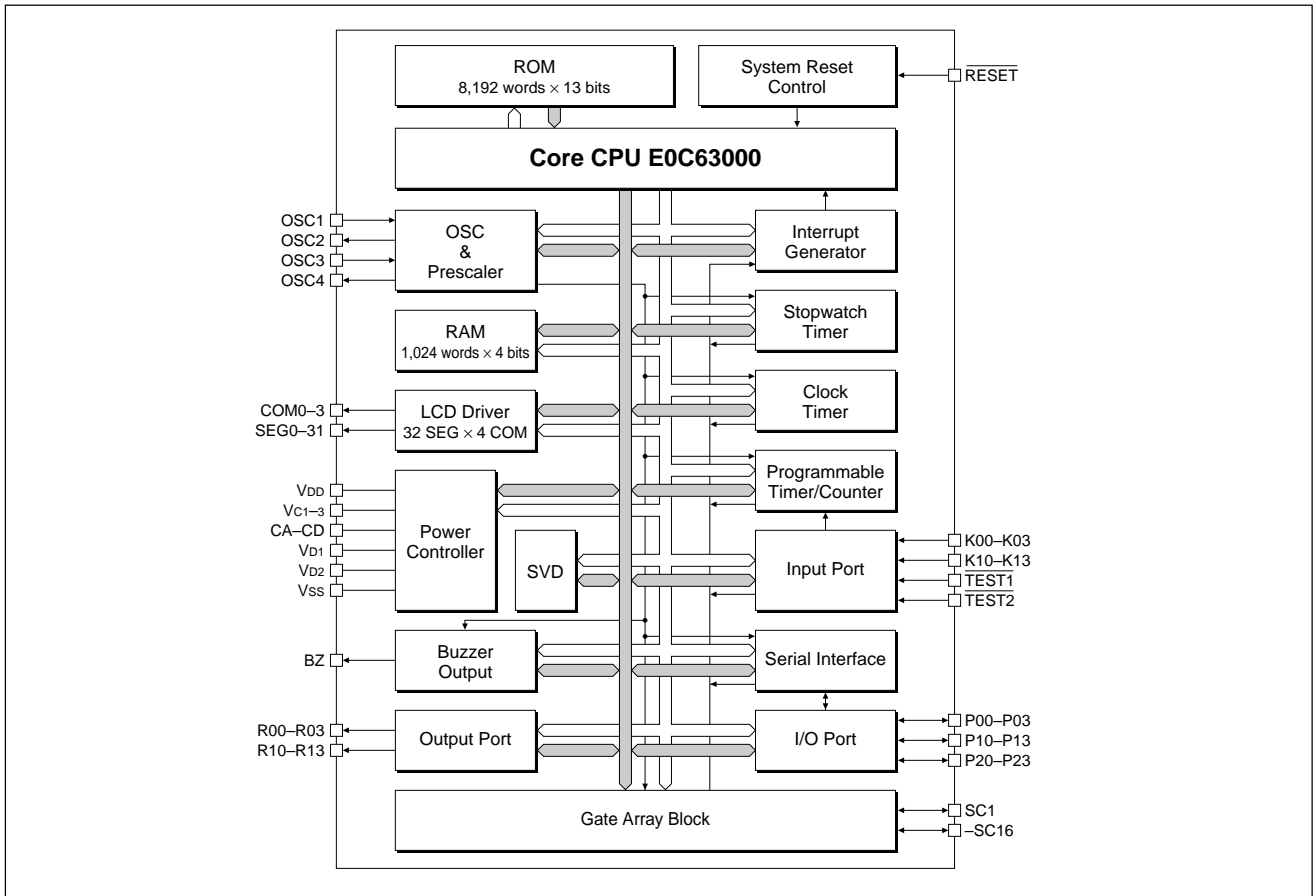 ROM
8,192 words × 13 bits
System Reset
Control
RESET
Core CPU E0C63000
OSC1
OSC2
OSC3
OSC4
OSC
&
Prescaler
Interrupt
Generator
RAM
1,024 words × 4 bits
Stopwatch
Timer
COM0–3
SEG0–31
LCD Driver
32 SEG × 4 COM
Clock
Timer
VDD
VC1–3
CA–CD
VD1
VD2
VSS
Power
Controller
SVD
Programmable
Timer/Counter
Input Port
K00–K03
K10–K13
TEST1
TEST2
BZ
Buzzer
Output
Serial Interface
R00–R03
R10–R13
Output Port
I/O Port
P00–P03
P10–P13
P20–P23
Gate Array Block
SC1
–SC16